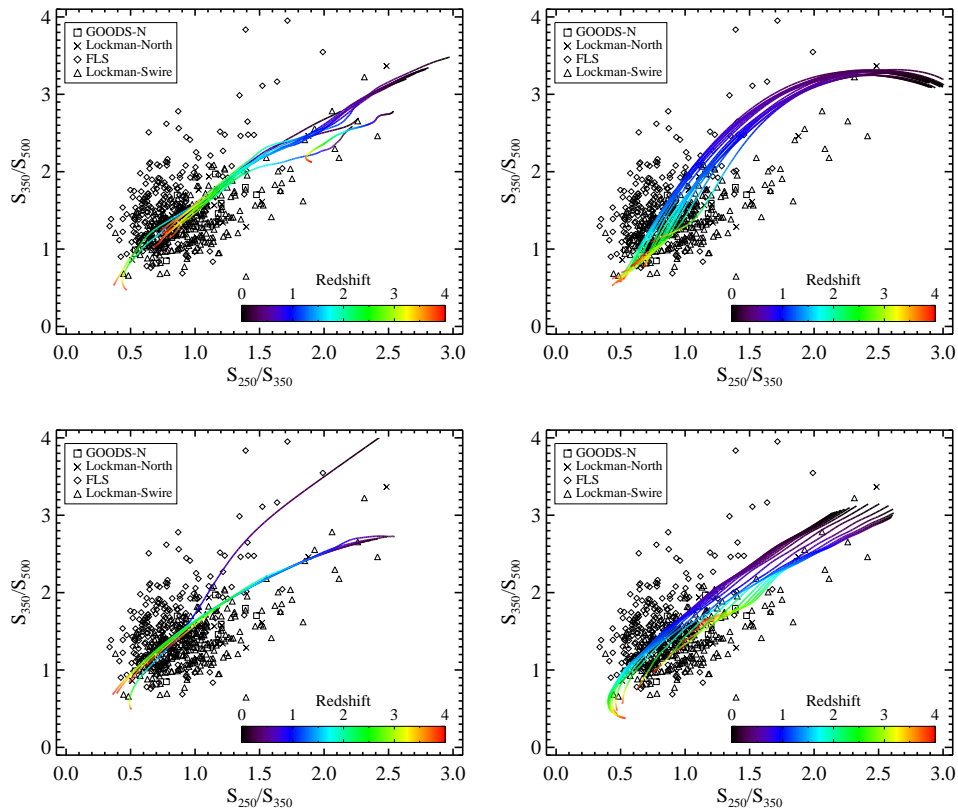 4
3
2
1
0
S350/S500
GOODS-N
Lockman-North
FLS
Lockman-Swire
Redshift
0 1 2 3 4
0.0 0.5 1.0 1.5 2.0 2.5 3.0
S250/S350
4
3
2
1
0
S350/S500
GOODS-N
Lockman-North
FLS
Lockman-Swire
Redshift
0 1 2 3 4
0.0 0.5 1.0 1.5 2.0 2.5 3.0
S250/S350
4
3
2
1
0
S350/S500
GOODS-N
Lockman-North
FLS
Lockman-Swire
Redshift
0 1 2 3 4
0.0 0.5 1.0 1.5 2.0 2.5 3.0
S250/S350
4
3
2
1
0
S350/S500
GOODS-N
Lockman-North
FLS
Lockman-Swire
Redshift
0 1 2 3 4
0.0 0.5 1.0 1.5 2.0 2.5 3.0
S250/S350